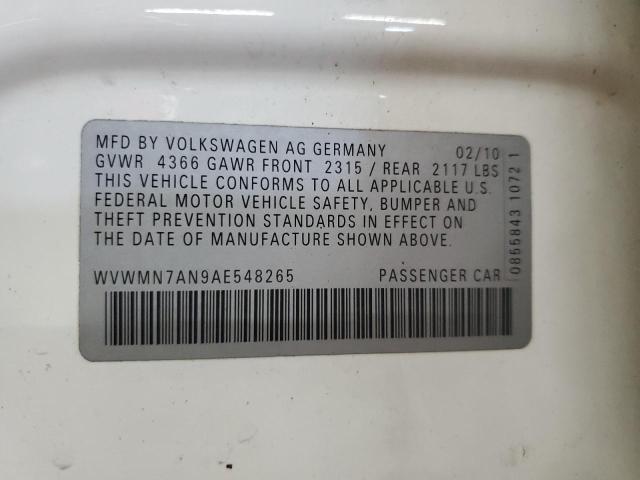 MFD BY VOLKSWAGEN AG GERMANY 02/10
GVWR 4366 GAWR FRONT 2315 / REAR 2117 LBS
THIS VEHICLE CONFORMS TO ALL APPLICABLE U.S.
FEDERAL MOTOR VEHICLE SAFETY, BUMPER AND
THEFT PREVENTION STANDARDS IN EFFECT ON
THE DATE OF MANUFACTURE SHOWN ABOVE.
WVWMN7AN9AE548265 PASSENGER CAR
0855843 1072 1